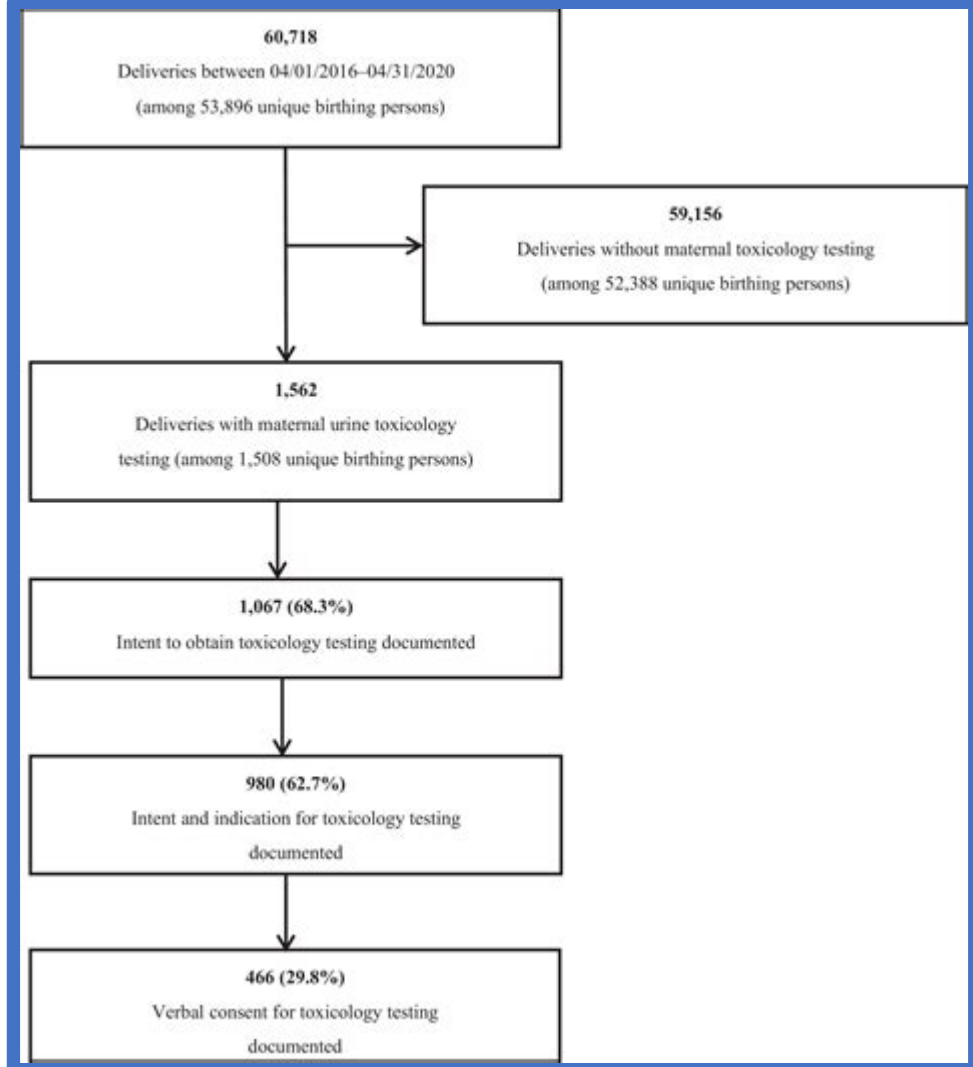 60,718
Deliveries between 04/01/2016–04/31/2020
(among 53,896 unique birthing persons)
59,156
Deliveries without maternal toxicology testing
(among 52,388 unique birthing persons)
1,562
Deliveries with maternal urine toxicology
testing (among 1,508 unique birthing persons)
1,067 (68.3%)
Intent to obtain toxicology testing documented
980 (62.7%)
Intent and indication for toxicology testing
documented
466 (29.8%)
Verbal consent for toxicology testing
documented